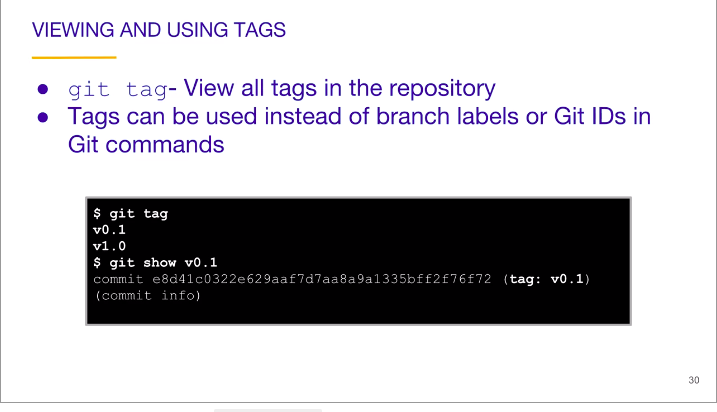 VIEWING AND USING TAGS
● git tag- View all tags in the repository
● Tags can be used instead of branch labels or Git IDs in
Git commands
$ git tag
v0.1
v1.0
$ git show v0.1
commit e8d41c0322e629aaf7d7aa8a9a1335bff2f76f72 (tag: v0.1)
(commit info)
30